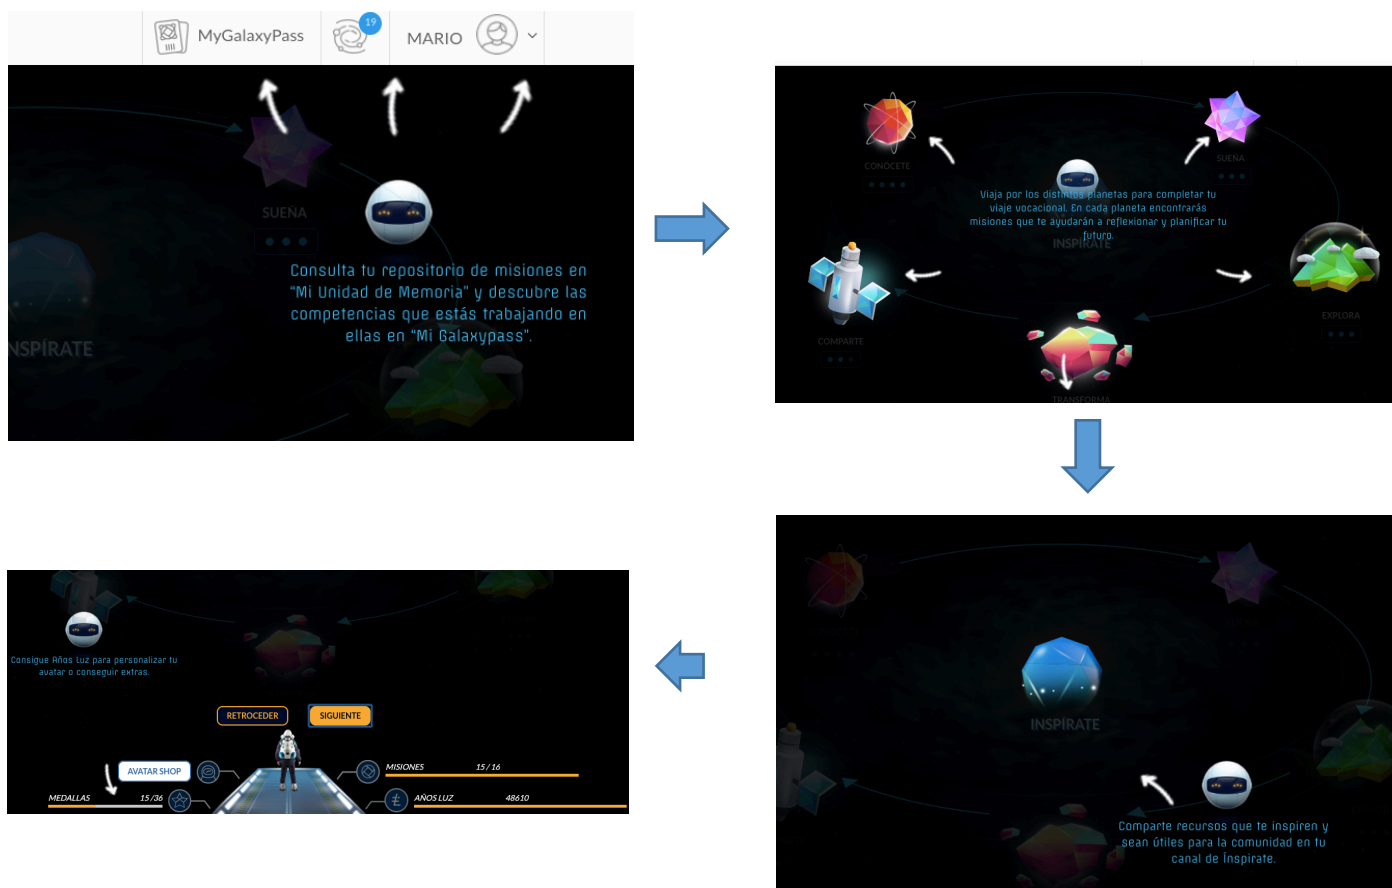 MyGalaxyPass
19
MARIO
SUEÑA
Consulta tu repositorio de misiones en
"Mi Unidad de Memoria" y descubre las
competencias que estás trabajando en
ellas en "Mi Galaxypass".
NSPÍRATE
CONÓCETE
SUEÑA
Viaja por los distintos planetas para completar tu
viaje vocacional. En cada planeta encontrarás
misiones que te ayudarán a reflexionar y planificar tu
futuro.
INSPÍRATE
EXPLORA
COMPARTE
TRANSFORMA
Consigue Años Luz para personalizar tu
avatar o conseguir extras.
RETROCEDER
SIGUIENTE
AVATAR SHOP
MISIONES 15 / 16
MEDALLAS 15 /36
AÑOS LUZ 48610
INSPÍRATE
Comparte recursos que te inspiren y
sean útiles para la comunidad en tu
canal de Ínspirate.